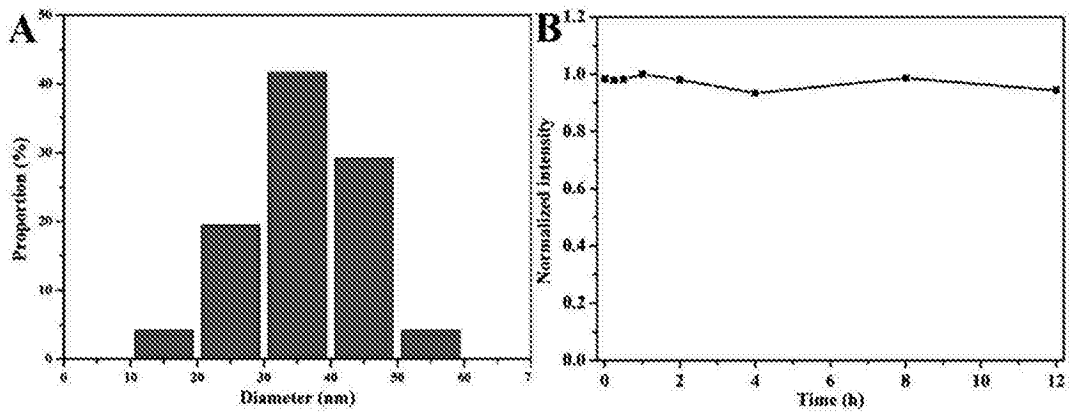 A
50
40
30
20
10
0
Proportion (%)
0 10 20 30 40 50 60 7
Diameter (nm)
B
1.2
1.0
0.8
0.6
0.4
0.2
0.0
Normalized intensity
0 2 4 6 8 10 12
Time (h)